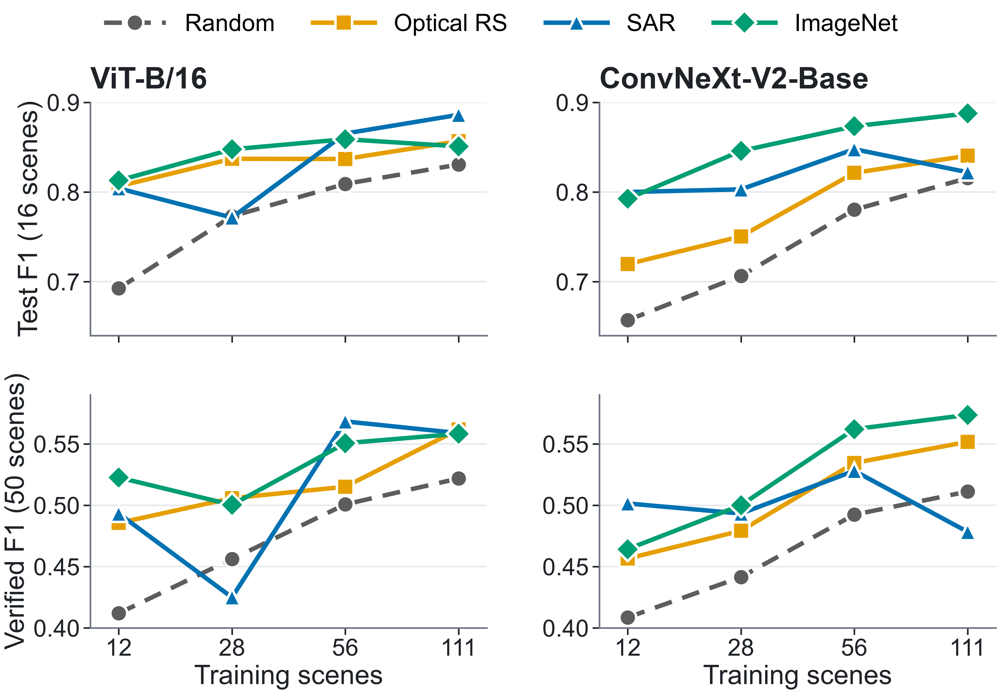 Random Optical RS SAR ImageNet
ViT-B/16
ConvNeXt-V2-Base
Test F1 (16 scenes)
0.9
0.8
0.7
0.9
0.8
0.7
Verified F1 (50 scenes)
0.55
0.50
0.45
0.40
0.55
0.50
0.45
0.40
12 28 56 111
12 28 56 111
Training scenes
Training scenes